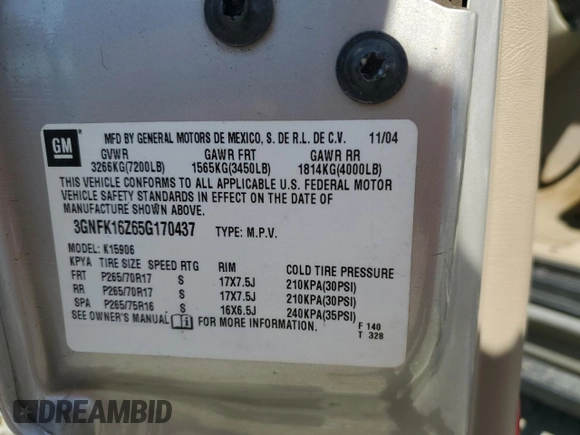 GM
MFD BY GENERAL MOTORS DE MEXICO, S. DE R.L. DE C.V. 11/04
GVWR GAWR FRT GAWR RR
3266KG(7200LB) 1565KG(3450LB) 1814KG(4000LB)
THIS VEHICLE CONFORMS TO ALL APPLICABLE U.S. FEDERAL MOTOR
VEHICLE SAFETY STANDARDS IN EFFECT ON THE DATE OF
MANUFACTURE SHOWN ABOVE.
3GNFK16Z65G170437 TYPE: M.P.V.
MODEL: K15906
KPYA TIRE SIZE SPEED RTG RIM COLD TIRE PRESSURE
FRT P265/70R17 S 17X7.5J 210KPA(30PSI)
RR P265/70R17 S 17X7.5J 210KPA(30PSI)
SPA P265/75R16 S 16X6.5J 240KPA(35PSI)
SEE OWNER'S MANUAL FOR MORE INFORMATION.
F 140
T 328
DREAMBID